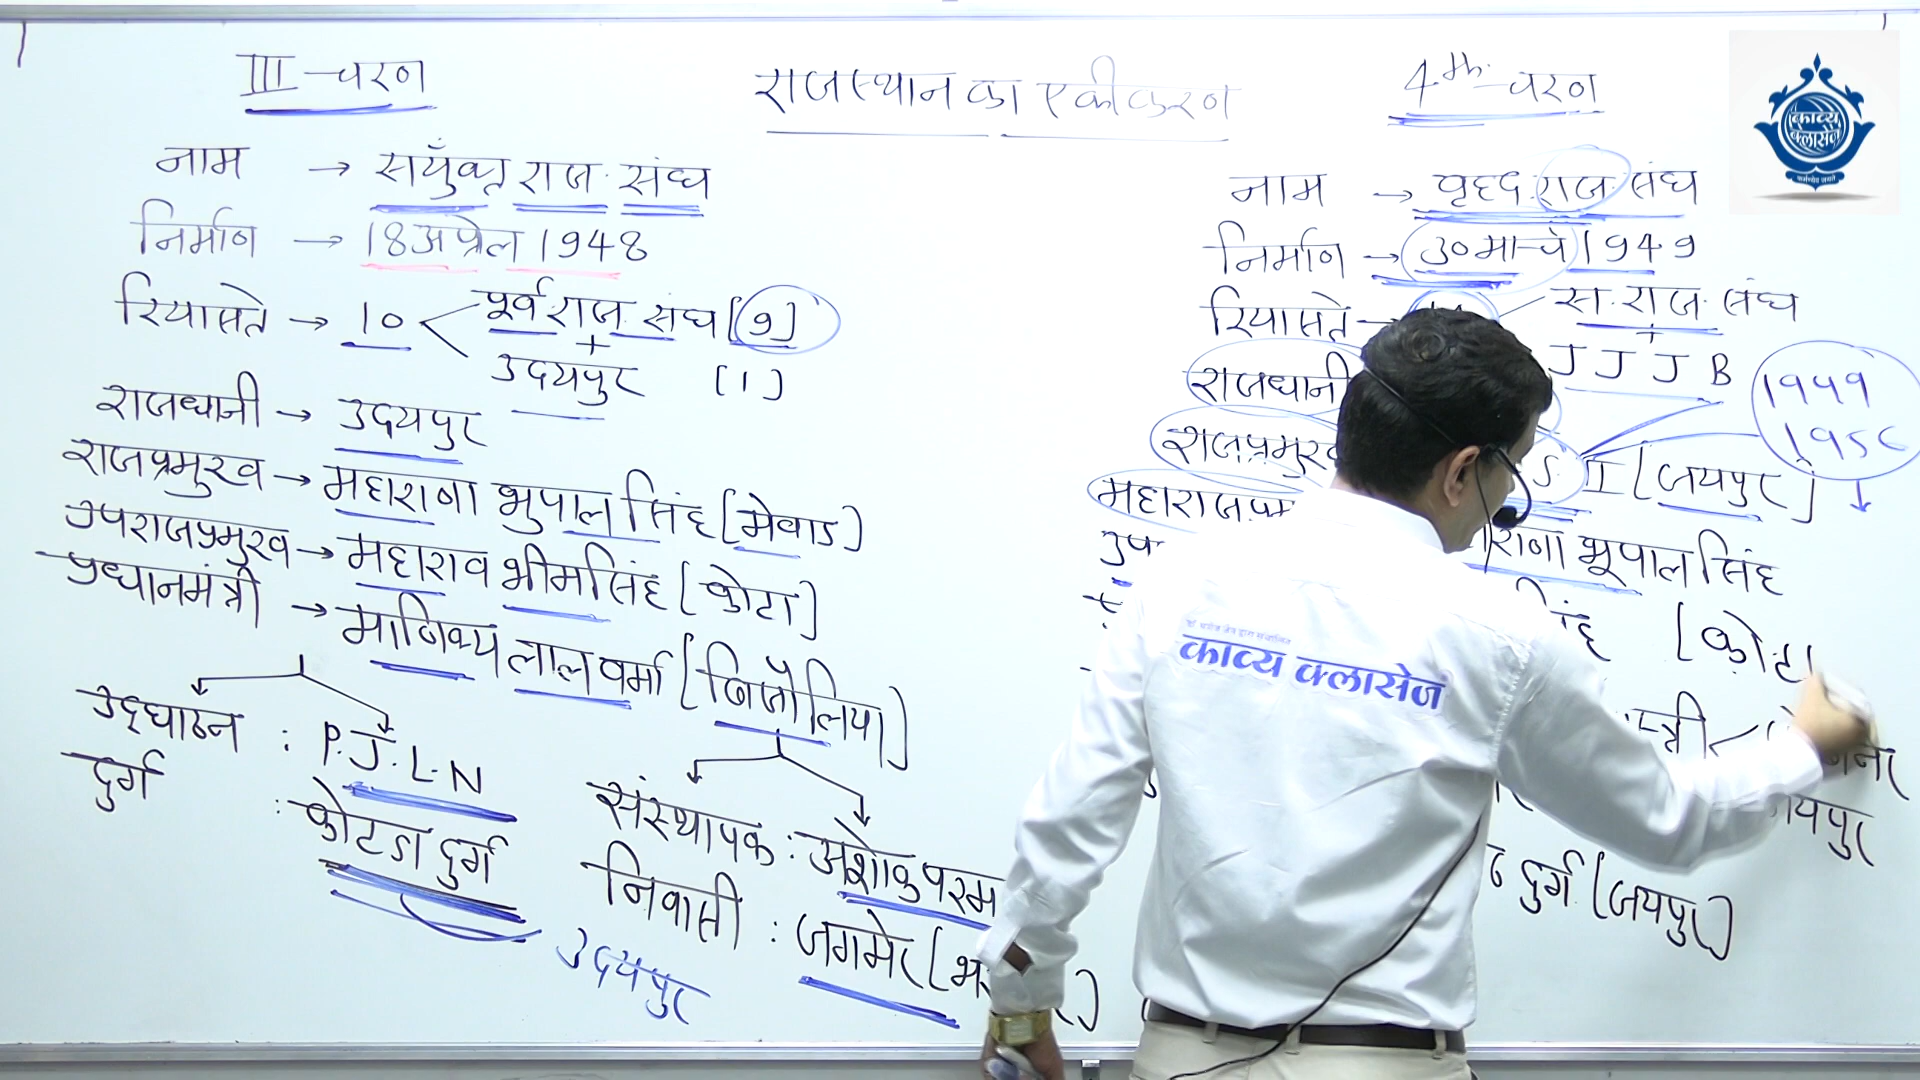 राजस्थान का एकीकरण
III - चरण
नाम → सयुँक्त राज. संघ
निर्माण → 18 अप्रेल 1948
रियासते → 10 < पूर्व राज. संघ [9]
+
उदयपुर [1]
राजधानी → उदयपुर
राजप्रमुख → महाराणा भुपाल सिंह [मेवाड]
उपराजप्रमुख → महाराव भीमसिंह [कोटा]
प्रधानमंत्री → माणिक्य लाल वर्मा [बिजौलिया]
उद्घाटन : P. J. L. N
दुर्ग : कोटडा दुर्ग
उदयपुर
संस्थापक : अशोक परम
निवासी : जगमेर
4th - चरण
नाम → वृहद राज. संघ
निर्माण → 30 मार्च 1949
रियासते → स. राज. संघ
+
J J J B
1949
1956
राजधानी
राजप्रमुख S I [जयपुर]
महाराजप्रम भूपाल सिंह
उप [कोटा
दुर्ग [जयपुर]
काव्य क्लासेज
काव्य क्लासेज